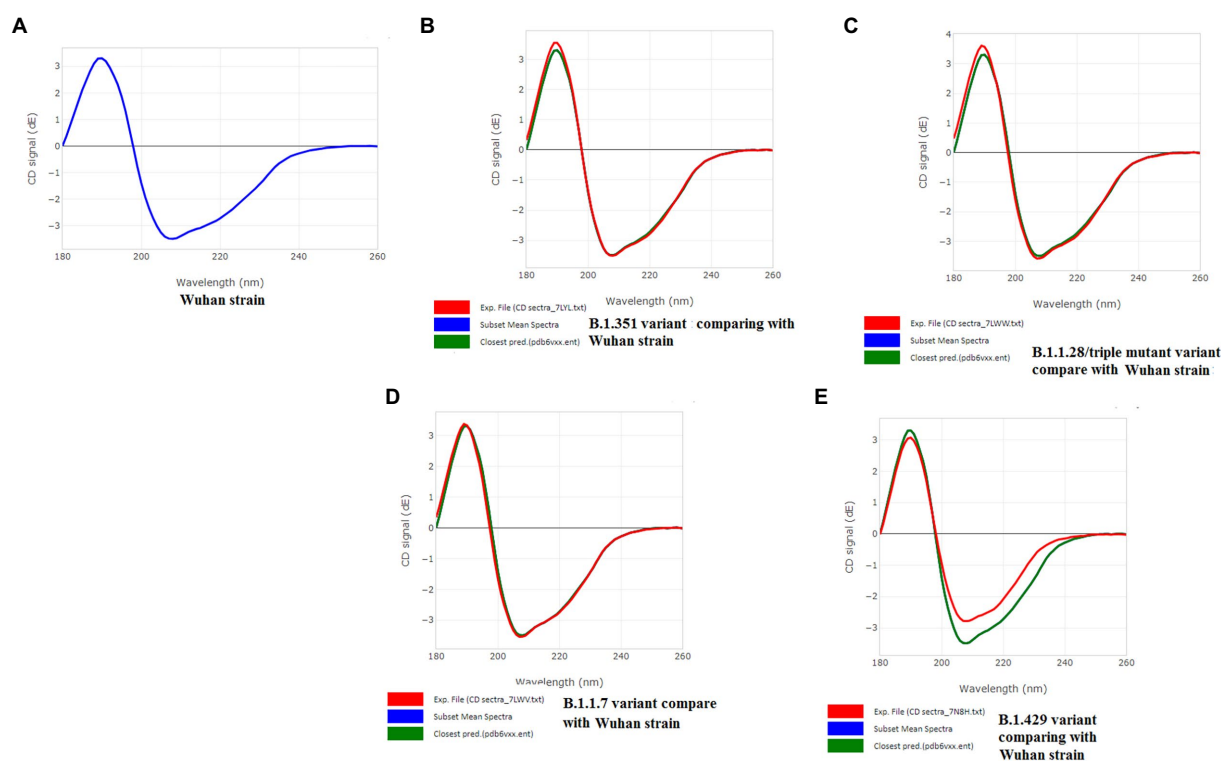 A
3
2
1
0
−1
−2
−3
CD signal (dE)
180
200
220
240
260
Wavelength (nm)
Wuhan strain
B
3
2
1
0
−1
−2
−3
CD signal (dE)
180
200
220
240
260
Wavelength (nm)
Exp. File (CD sectra_7LYL.txt)
Subset Mean Spectra
Closest pred.(pdb6vxx.ent)
B.1.351 variant comparing with
Wuhan strain
C
4
3
2
1
0
−1
−2
−3
CD signal (dE)
180
200
220
240
260
Wavelength (nm)
Exp. File (CD sectra_7LWW.txt)
Subset Mean Spectra
Closest pred.(pdb6vxx.ent)
B.1.1.28/triple mutant variant
compare with Wuhan strain
D
3
2
1
0
−1
−2
−3
CD signal (dE)
180
200
220
240
260
Wavelength (nm)
Exp. File (CD sectra_7LWV.txt)
Subset Mean Spectra
Closest pred.(pdb6vxx.ent)
B.1.1.7 variant compare
with Wuhan strain
E
3
2
1
0
−1
−2
−3
CD signal (dE)
180
200
220
240
260
Wavelength (nm)
Exp. File (CD sectra_7N8H.txt)
Subset Mean Spectra
Closest pred.(pdb6vxx.ent)
B.1.429 variant
comparing with
Wuhan strain